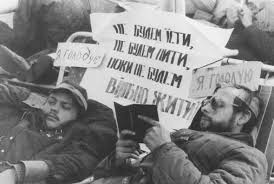 НЕ БУДЕМ ЇСТИ,
НЕ БУДЕМ ПИТИ,
ПОКИ НЕ БУДЕМ
ВІЛЬНО ЖИТИ
Я ГОЛОДУЮ
Я ГОЛОДУЮ